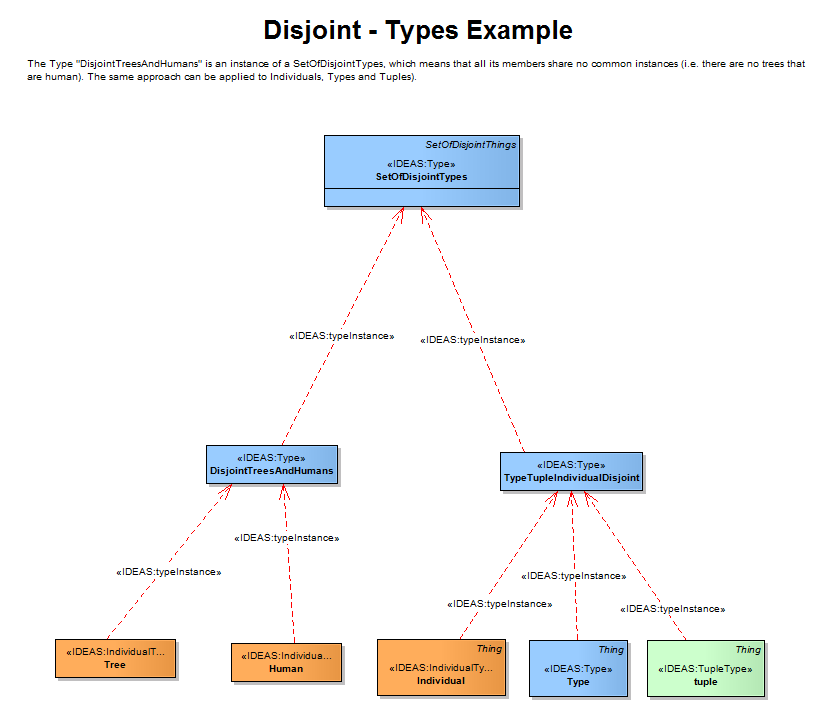 Disjoint - Types Example
The Type "DisjointTreesAndHumans" is an instance of a SetOfDisjointTypes, which means that all its members share no common instances (i.e. there are no trees that
are human). The same approach can be applied to Individuals, Types and Tuples).
SetOfDisjointThings
«IDEAS:Type»
SetOfDisjointTypes
«IDEAS:typeInstance»
«IDEAS:typeInstance»
«IDEAS:Type»
DisjointTreesAndHumans
«IDEAS:Type»
TypeTupleIndividualDisjoint
«IDEAS:typeInstance»
«IDEAS:typeInstance»
«IDEAS:typeInstance»
«IDEAS:typeInstance»
«IDEAS:typeInstance»
«IDEAS:IndividualT...
Tree
«IDEAS:Individua...
Human
Thing
«IDEAS:IndividualTy...
Individual
Thing
«IDEAS:Type»
Type
Thing
«IDEAS:TupleType»
tuple